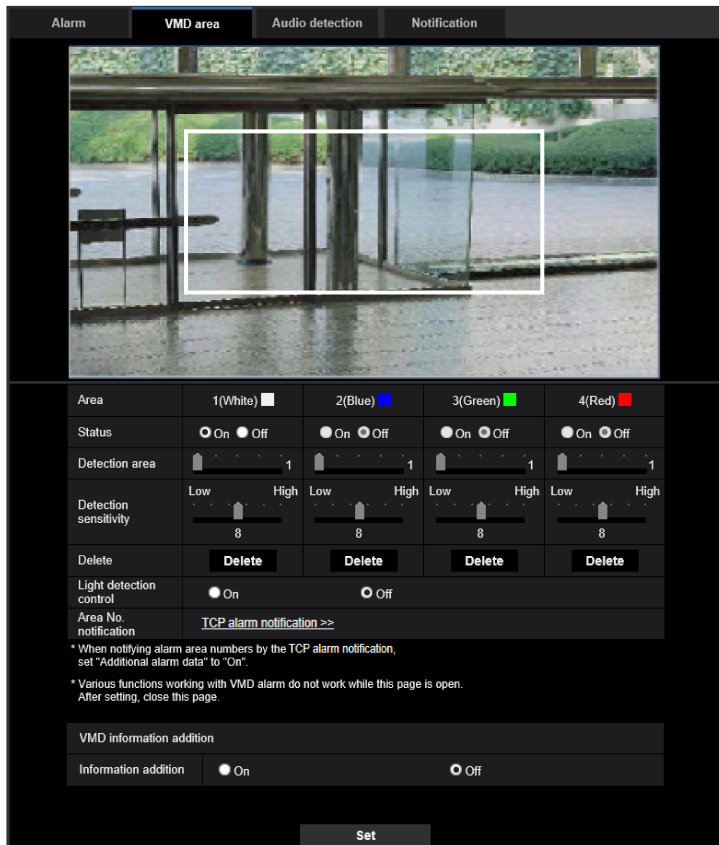 Alarm VMD area Audio detection Notification
Area 1(White) 2(Blue) 3(Green) 4(Red)
Status On Off On Off On Off On Off
Detection area 1 1 1 1
Detection sensitivity Low High Low High Low High Low High
8 8 8 8
Delete Delete Delete Delete Delete
Light detection control On Off
Area No. notification TCP alarm notification >>
* When notifying alarm area numbers by the TCP alarm notification,
set "Additional alarm data" to "On".
* Various functions working with VMD alarm do not work while this page is open.
After setting, close this page.
VMD information addition
Information addition On Off
Set